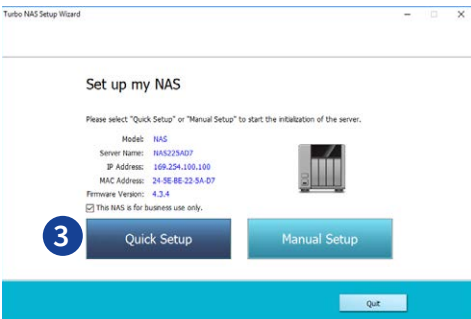 Turbo NAS Setup Wizard
Set up my NAS
Please select "Quick Setup" or "Manual Setup" to start the initialization of the server.
Model: NAS
Server Name: NAS225AD7
IP Address: 169.254.100.100
MAC Address: 24-5E-BE-22-5A-D7
Firmware Version: 4.3.4
This NAS is for business use only.
3
Quick Setup
Manual Setup
Quit